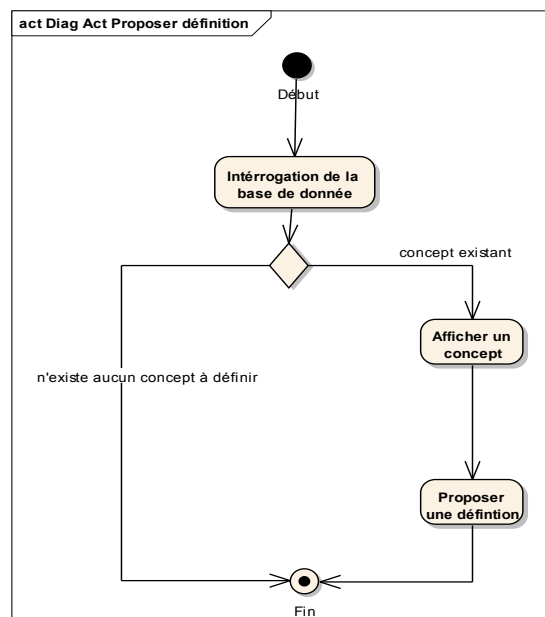 act Diag Act Proposer définition
Début
Intérrogation de la
base de donnée
concept existant
Afficher un
concept
n'existe aucun concept à définir
Proposer
une défintion
Fin